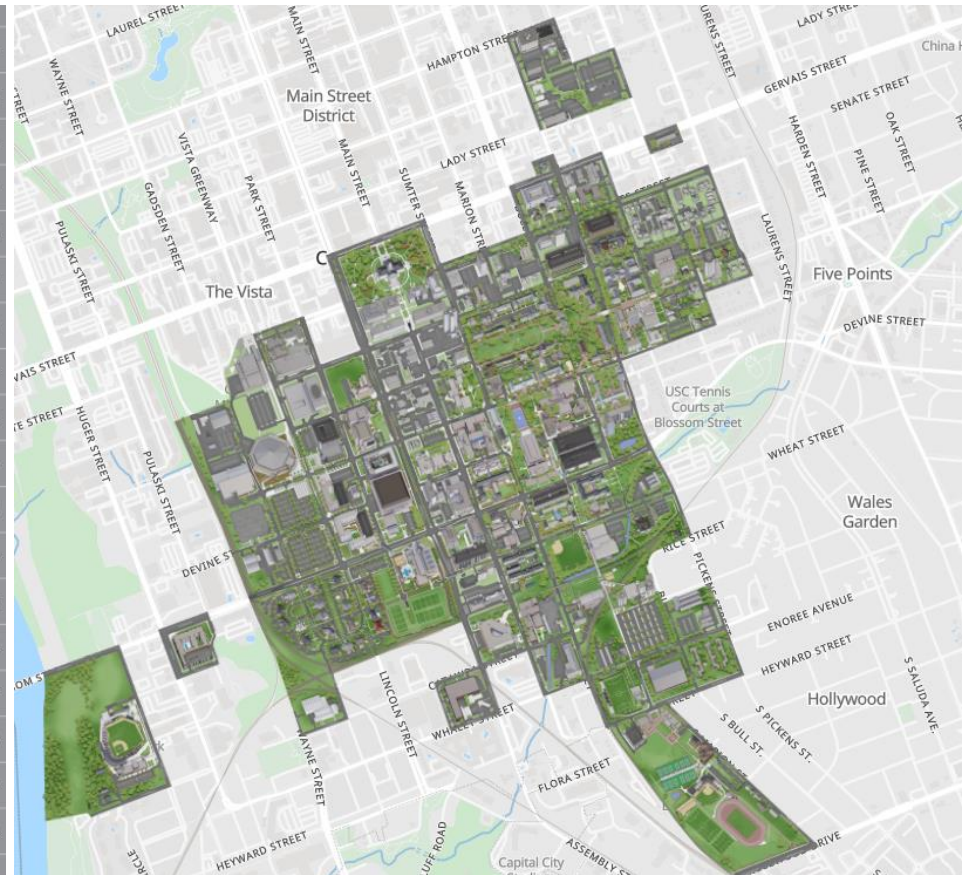 LAUREL STREET
MAIN STREET
LAURENS STREET
LADY STREET
WAYNE STREET
HAMPTON STREET
GERVAIS STREET
China
Main Street
District
SENATE STREET
VISTA GREENWAY
OAK STREET
HARDEN STREET
PINE STREET
LADY STREET
MAIN STREET
PARK STREET
GADSDEN STREET
SUMTER
MARION
STREET
PULASKI STREET
LAURENS STREET
The Vista
Five Points
DEVINE STREET
STREET
USC Tennis
Courts at
Blossom Street
HUGER STREET
WHEAT STREET
PULASKI STREET
Wales
Garden
RICE STREET
DEVINE
PICKENS STREET
ENOREE AVENUE
HEYWARD STREET
S SALUDA AVE.
LINCOLN STREET
Hollywood
WHALEY STREET
S PICKENS ST.
S BULL ST.
WAYNE STREET
FLORA STREET
HEYWARD STREET
ASSEMBLY
Capital City